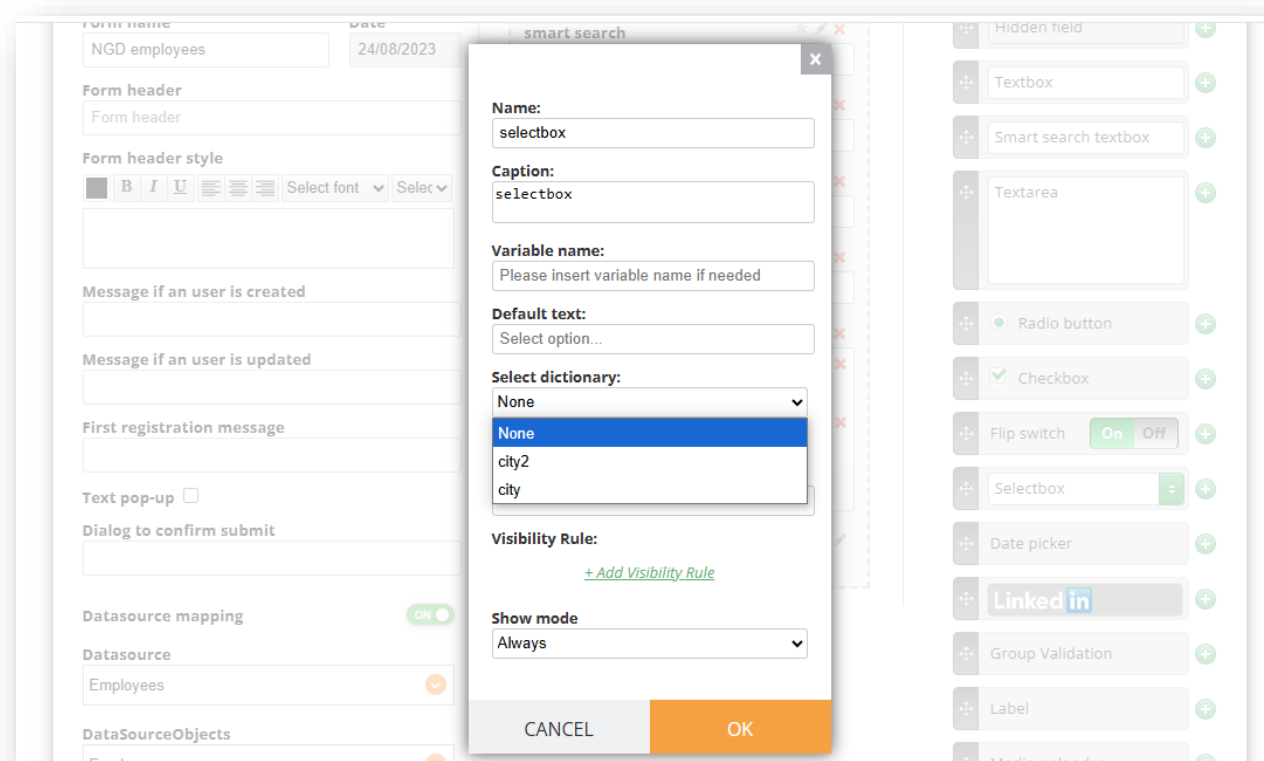 Form name
Date
NGD employees
24/08/2023
Form header
Form header
Form header style
B I U
Select font
Selec
Message if an user is created
Message if an user is updated
First registration message
Text pop-up
Dialog to confirm submit
Datasource mapping
ON
Datasource
Employees
DataSourceObjects
smart search
x
Name:
selectbox
Caption:
selectbox
Variable name:
Please insert variable name if needed
Default text:
Select option...
Select dictionary:
None
None
city2
city
Visibility Rule:
+ Add Visibility Rule
Show mode
Always
CANCEL
OK
Hidden field
Textbox
Smart search textbox
Textarea
Radio button
Checkbox
Flip switch
On
Off
Selectbox
Date picker
Linked in
Group Validation
Label